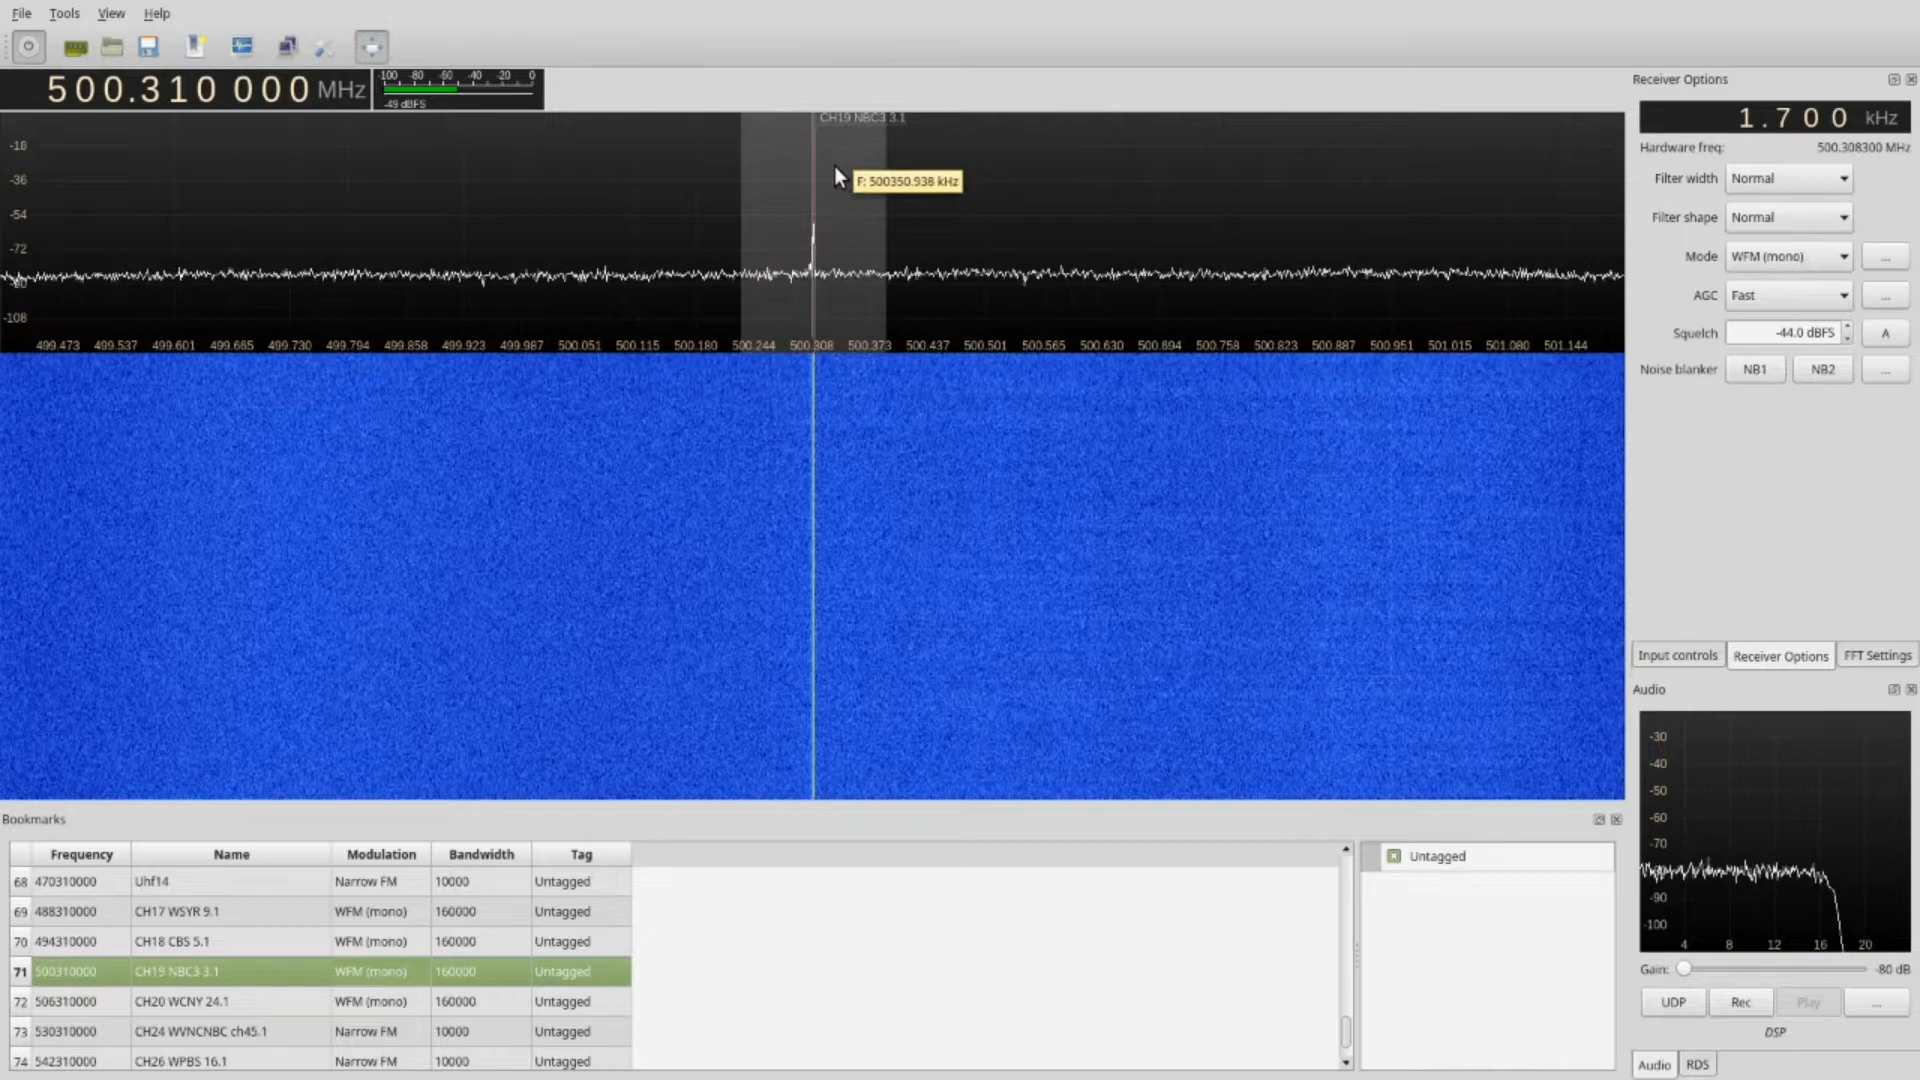 File Tools View Help
500.310 000 MHz
-100 -80 -60 -40 -20 0
-49 dBFS
CH19 NBC3 3.1
F: 500350.938 kHz
-18
-36
-54
-72
-90
-108
499.473 499.537 499.601 499.665 499.730 499.794 499.858 499.923 499.987 500.051 500.115 500.180 500.244 500.308 500.373 500.437 500.501 500.565 500.630 500.694 500.758 500.823 500.887 500.951 501.015 501.080 501.144
Receiver Options
1.700 kHz
Hardware freq: 500.308300 MHz
Filter width Normal
Filter shape Normal
Mode WFM (mono) ...
AGC Fast ...
Squelch -44.0 dBFS A
Noise blanker NB1 NB2 ...
Input controls Receiver Options FFT Settings
Audio
-30
-40
-50
-60
-70
-80
-90
-100
4 8 12 16 20
Gain: -80 dB
UDP Rec Play ...
DSP
Audio RDS
Bookmarks
Frequency Name Modulation Bandwidth Tag
68 470310000 Uhf14 Narrow FM 10000 Untagged
69 488310000 CH17 WSYR 9.1 WFM (mono) 160000 Untagged
70 494310000 CH18 CBS 5.1 WFM (mono) 160000 Untagged
71 500310000 CH19 NBC3 3.1 WFM (mono) 160000 Untagged
72 506310000 CH20 WCNY 24.1 WFM (mono) 160000 Untagged
73 530310000 CH24 WVNCNBC ch45.1 Narrow FM 10000 Untagged
74 542310000 CH26 WPBS 16.1 Narrow FM 10000 Untagged
Untagged